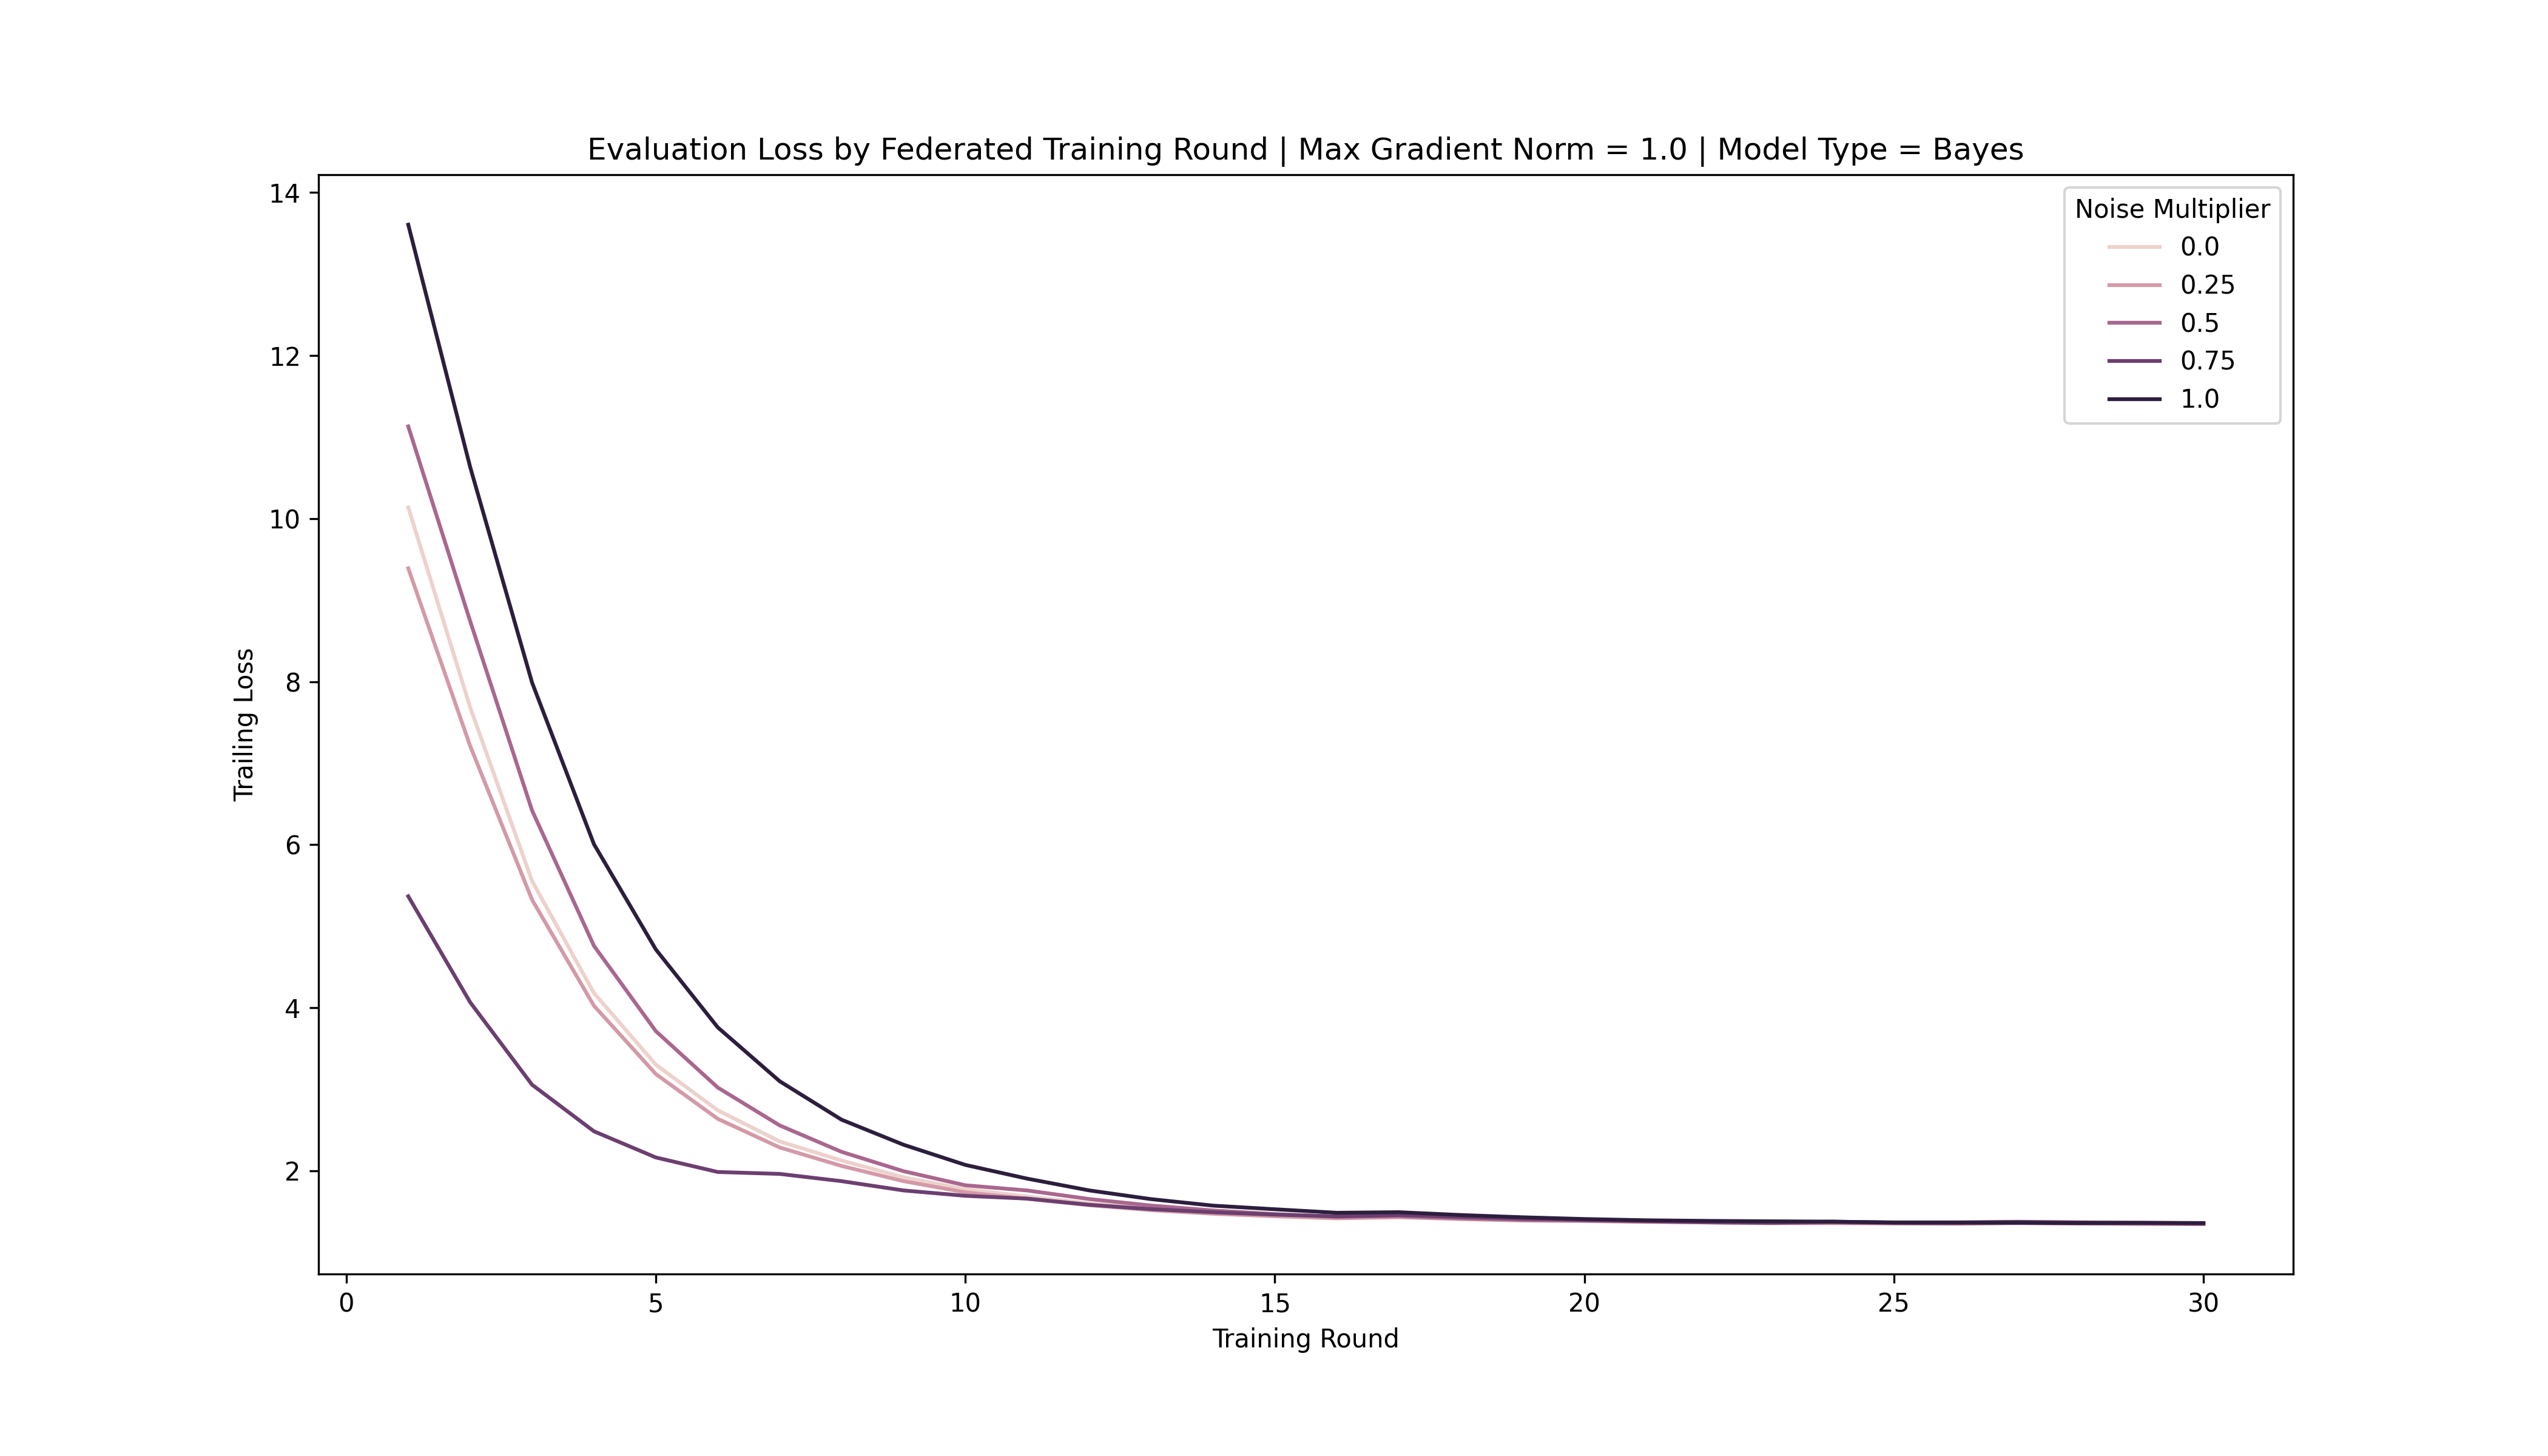 Evaluation Loss by Federated Training Round | Max Gradient Norm = 1.0 | Model Type = Bayes
14
12
10
8
6
4
2
Trailing Loss
Noise Multiplier
0.0
0.25
0.5
0.75
1.0
0 5 10 15 20 25 30
Training Round